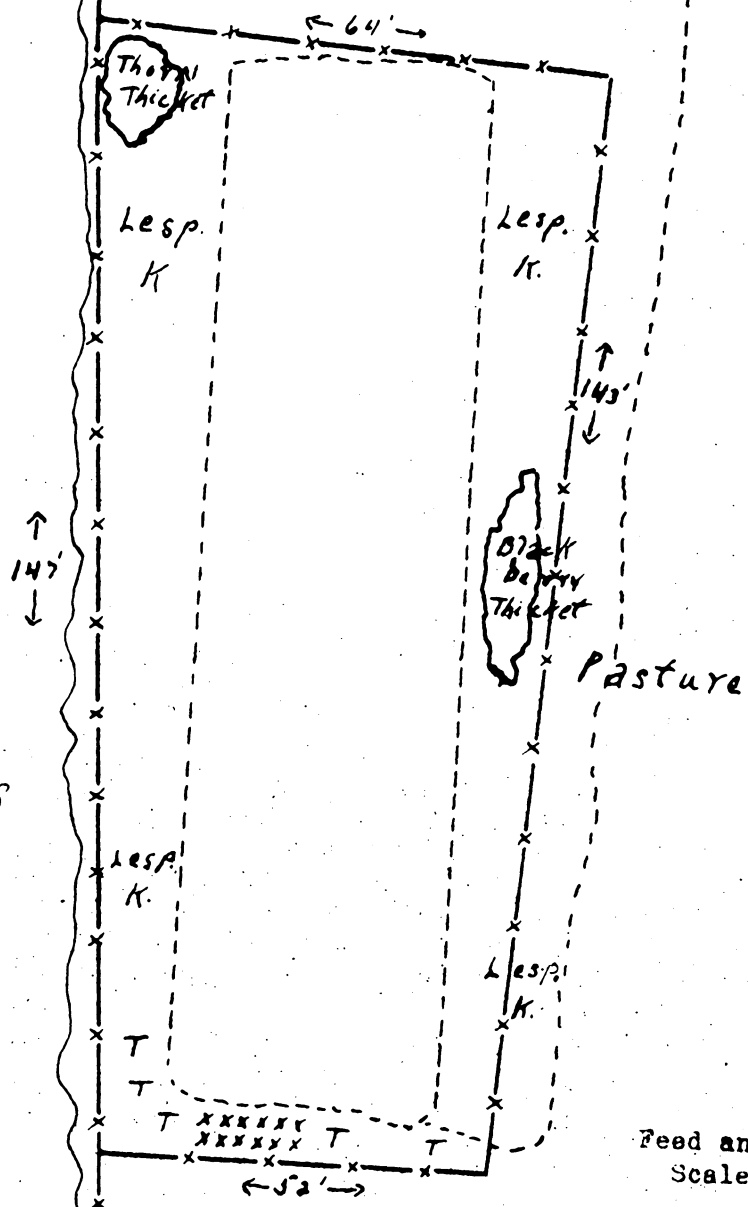 64'
Thorn
Thicket
Lesp.
K
Lesp.
K.
143'
147'
Black
Berry
Thicket
Pasture
Lesp.
K.
Lesp.
K.
T
T
T x x x x x x
x x x x x x T T
52'
Feed an
Scale